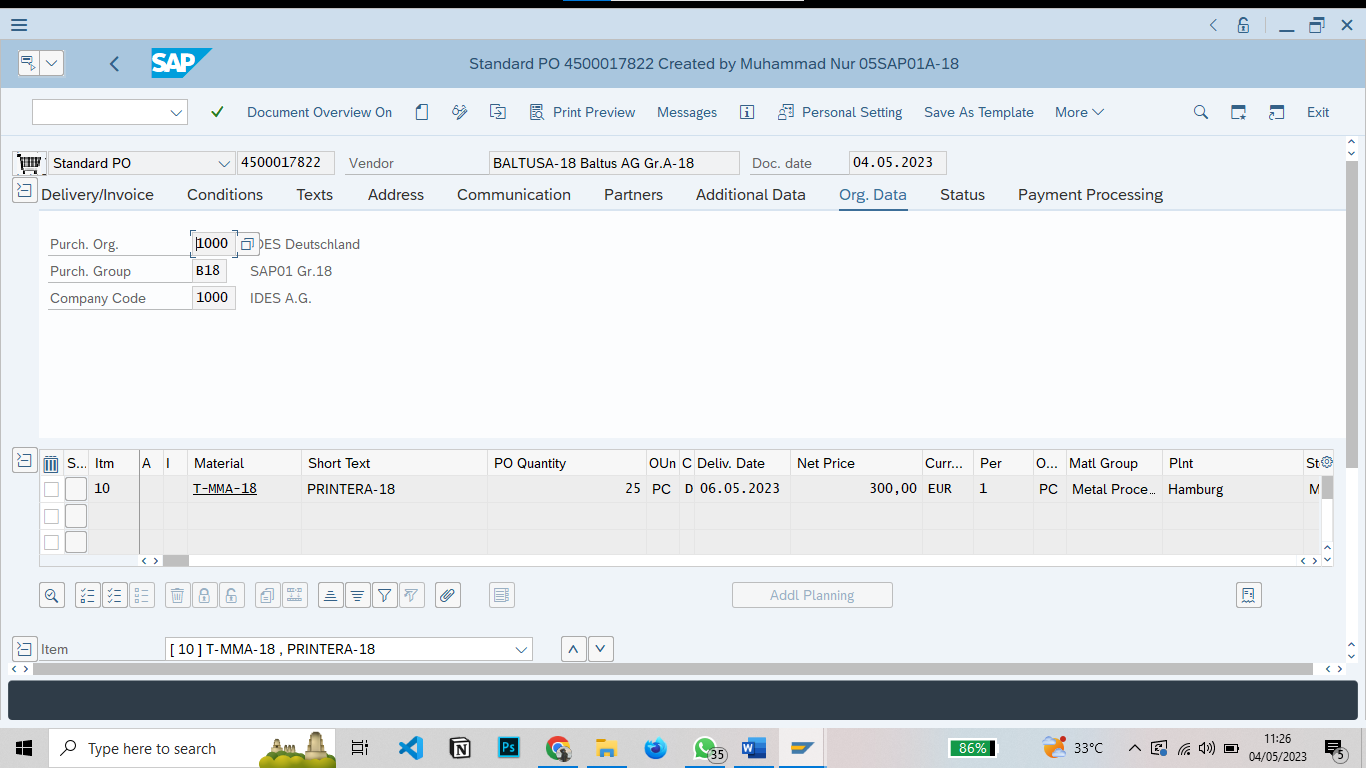 SAP
Standard PO 4500017822 Created by Muhammad Nur 05SAP01A-18
Document Overview On Print Preview Messages Personal Setting Save As Template More Exit
Standard PO 4500017822 Vendor BALTUSA-18 Baltus AG Gr.A-18 Doc. date 04.05.2023
Delivery/Invoice Conditions Texts Address Communication Partners Additional Data Org. Data Status Payment Processing
Purch. Org. 1000 DES Deutschland
Purch. Group B18 SAP01 Gr.18
Company Code 1000 IDES A.G.
S... Itm A I Material Short Text PO Quantity OUn C Deliv. Date Net Price Curr... Per O... Matl Group Plnt St
10 T-MMA-18 PRINTERA-18 25 PC D 06.05.2023 300,00 EUR 1 PC Metal Proce... Hamburg M
Addl Planning
Item [ 10 ] T-MMA-18 , PRINTERA-18
Type here to search Ps 35 86% 33°C 11:26
04/05/2023 5